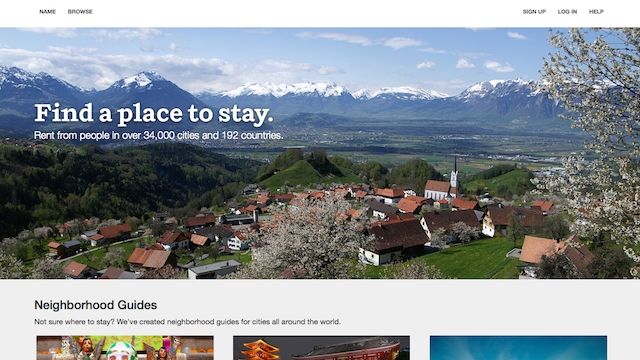 NAME BROWSE SIGN UP LOG IN HELP
Find a place to stay.
Rent from people in over 34,000 cities and 192 countries.
Neighborhood Guides
Not sure where to stay? We've created neighborhood guides for cities all around the world.